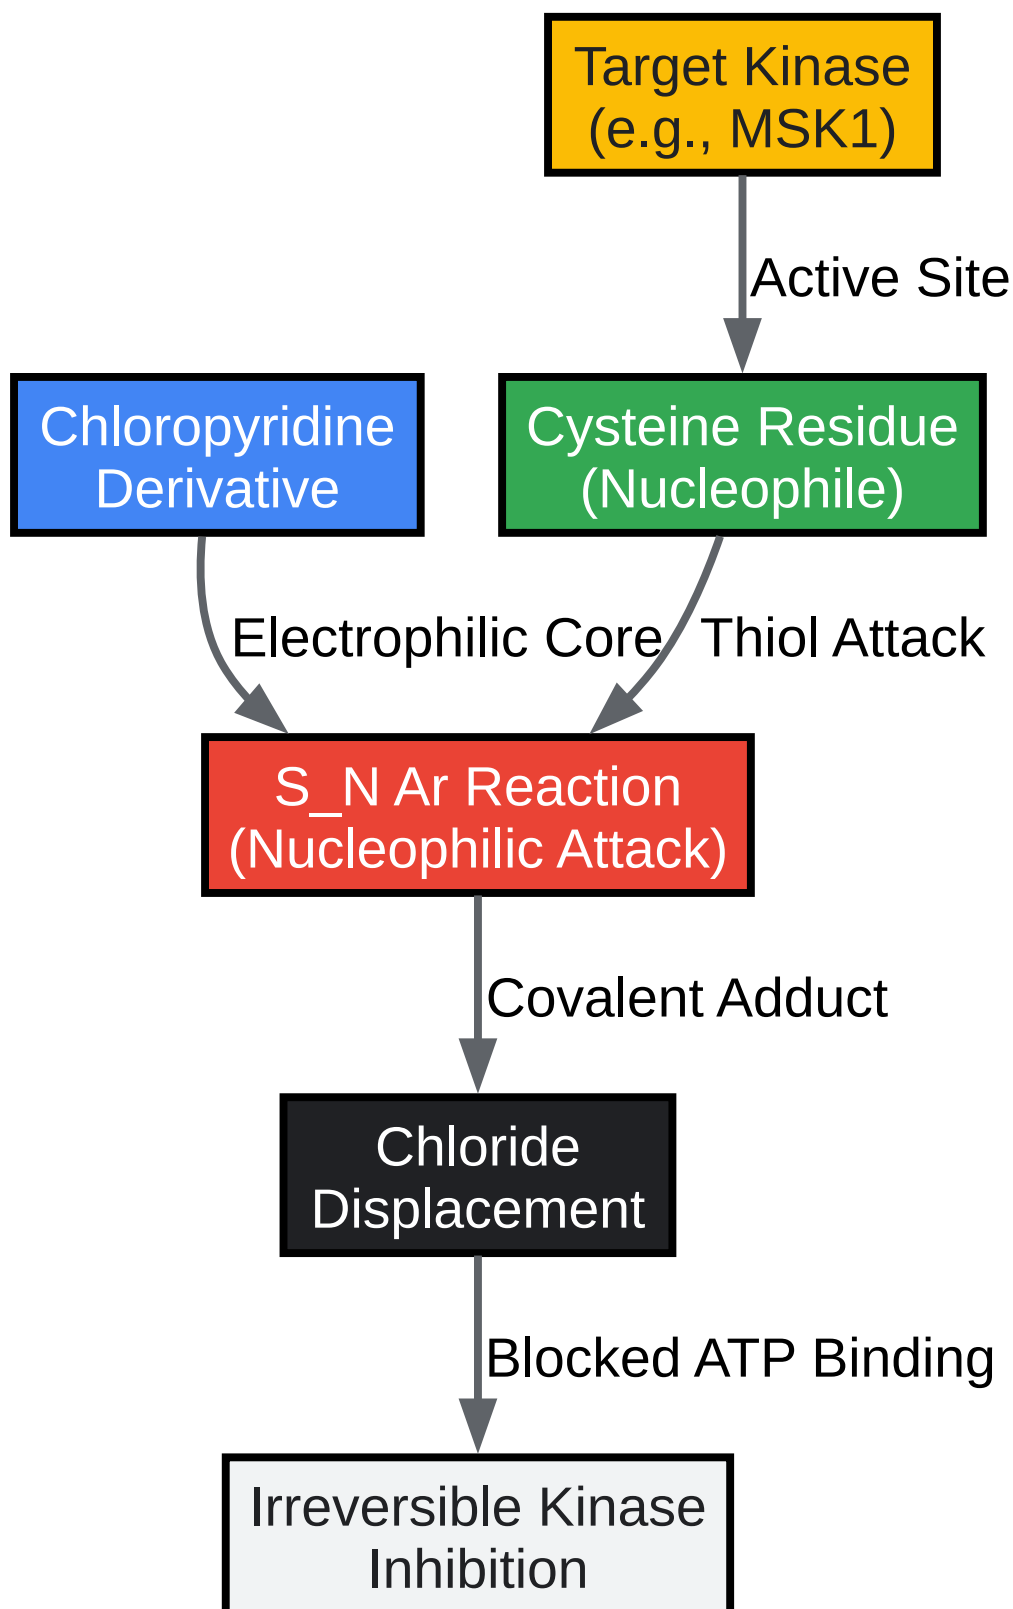 Target Kinase
(e.g., MSK1)
Active Site
Chloropyridine
Derivative
Cysteine Residue
(Nucleophile)
Electrophilic Core
Thiol Attack
S_N Ar Reaction
(Nucleophilic Attack)
Covalent Adduct
Chloride
Displacement
Blocked ATP Binding
Irreversible Kinase
Inhibition